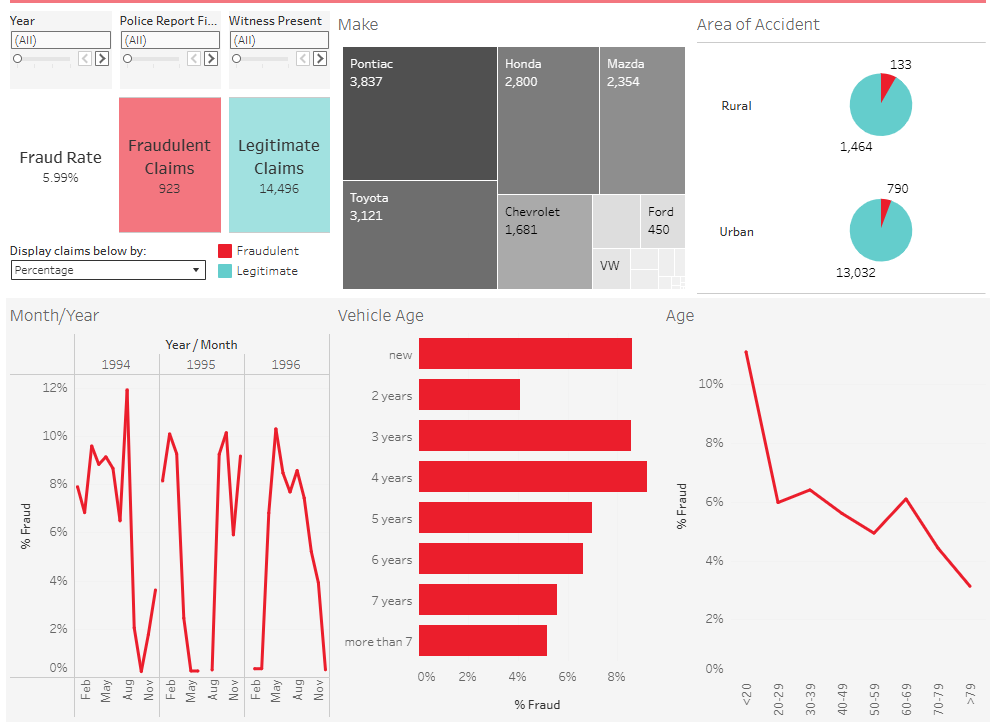 Year
(All)
Police Report Fi...
(All)
Witness Present
(All)
Fraud Rate
5.99%
Fraudulent
Claims
923
Legitimate
Claims
14,496
Display claims below by:
Percentage
Fraudulent
Legitimate
Make
Pontiac
3,837
Toyota
3,121
Honda
2,800
Mazda
2,354
Chevrolet
1,681
Ford
450
VW
Area of Accident
Rural
133
1,464
Urban
790
13,032
Month/Year
Year / Month
1994 1995 1996
% Fraud
12%
10%
8%
6%
4%
2%
0%
Feb May Aug Nov Feb May Aug Nov Feb May Aug Nov
Vehicle Age
new
2 years
3 years
4 years
5 years
6 years
7 years
more than 7
0% 2% 4% 6% 8%
% Fraud
Age
% Fraud
10%
8%
6%
4%
2%
0%
<20 20-29 30-39 40-49 50-59 60-69 70-79 >79